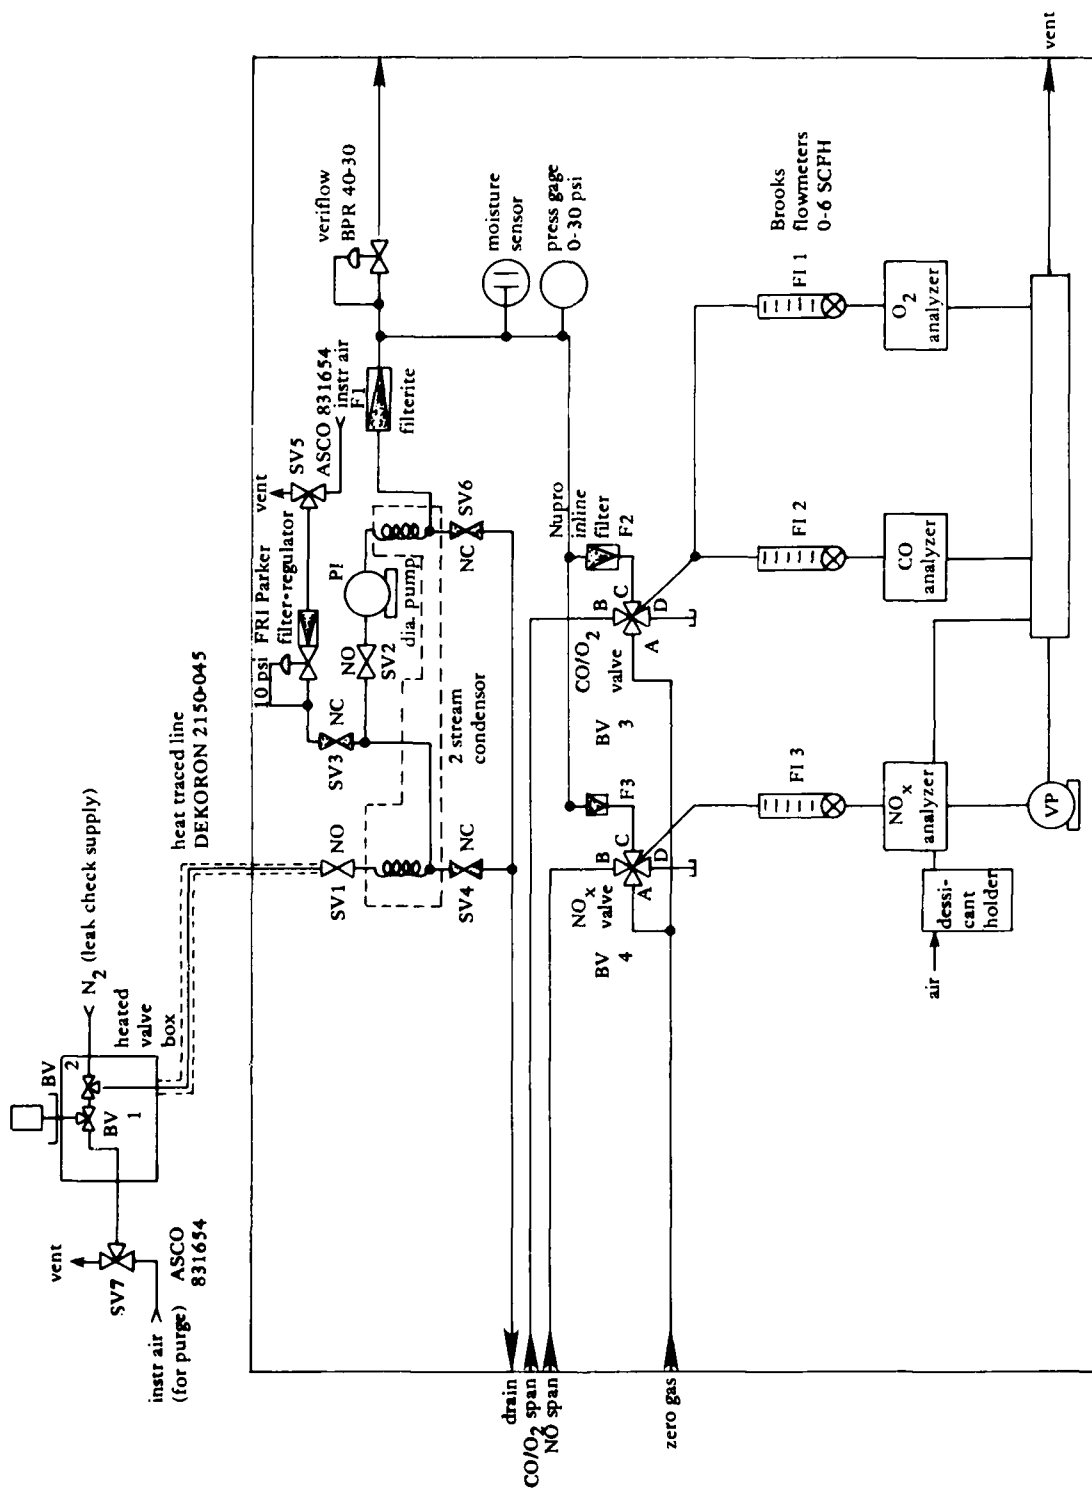 BV
2
BV
1
N2 (leak check supply)
heated
valve
box
heat traced line
DEKORON 2150-045
vent
SV7
ASCO
831654
instr air
(for purge)
10 psi
FRI Parker
filter-regulator
vent
SV5
ASCO 831654
instr air
F1
filterite
veriflow
BPR 40-30
SV3
NC
NO
SV2
PI
dia. pump
SV1
NO
2 stream
condensor
SV4
NC
NC
SV6
moisture
sensor
press gage
0-30 psi
Nupro
inline
filter
F2
F3
CO/O2
valve
BV
3
B
C
A
D
NOx
valve
BV
4
B
C
A
D
drain
CO/O2 span
NO span
zero gas
Brooks
flowmeters
0-6 SCFH
FI 1
FI 2
FI 3
O2
analyzer
CO
analyzer
NOx
analyzer
dessi-
cant
holder
air
VP
vent